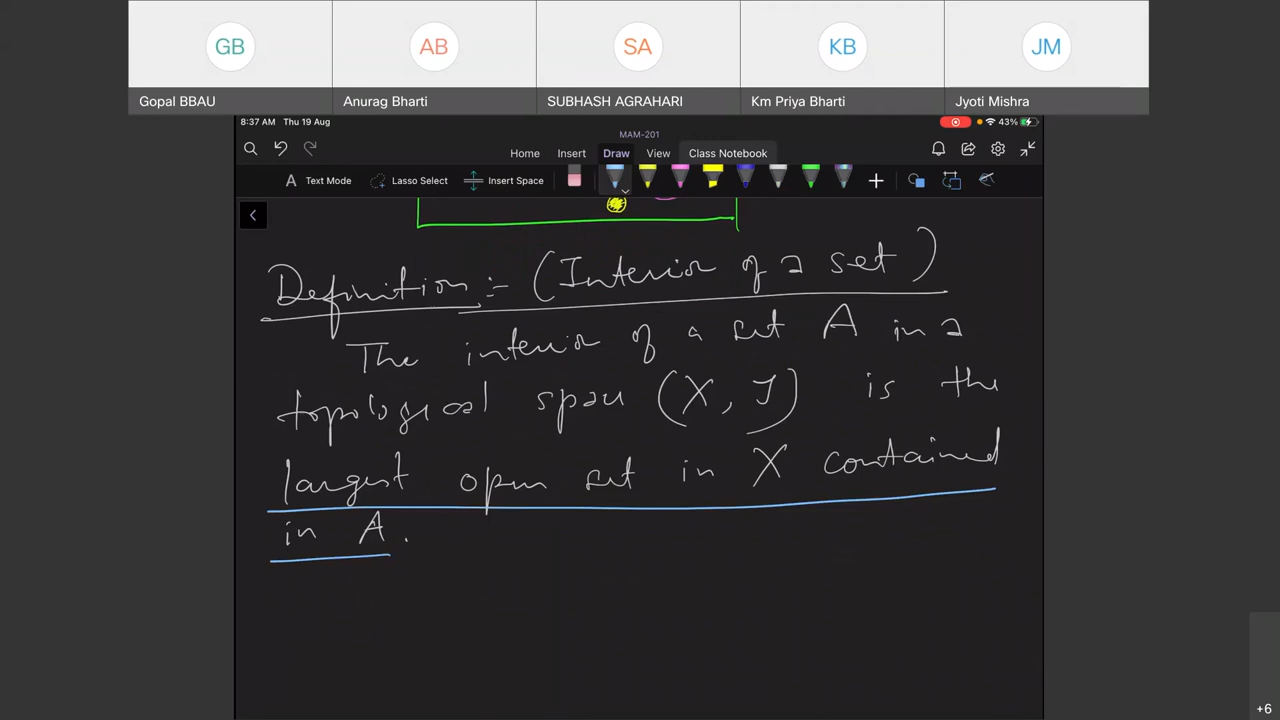 GB
AB
SA
KB
JM
Gopal BBAU
Anurag Bharti
SUBHASH AGRAHARI
Km Priya Bharti
Jyoti Mishra
8:37 AM Thu 19 Aug
43%
MAM-201
Home Insert Draw View Class Notebook
A Text Mode Lasso Select Insert Space
Definition :- (Interior of a set)
The interior of a set A in a
topological space (X, J) is the
largest open set in X contained
in A.
+6